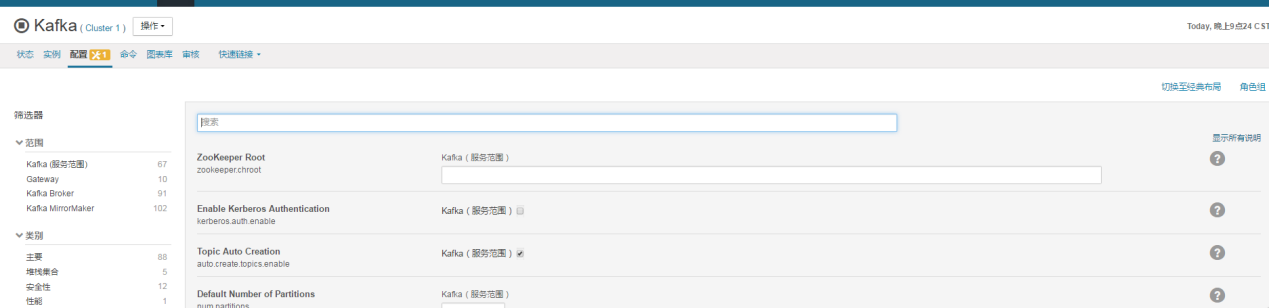 Kafka ( Cluster 1 ) 操作
Today, 晚上9点24 CST
状态 实例 配置 1 命令 图表库 审核 快速链接
切换至经典布局 角色组
筛选器
搜索
显示所有说明
范围
Kafka (服务范围) 67
Gateway 10
Kafka Broker 91
Kafka MirrorMaker 102
类别
主要 88
堆栈集合 5
安全性 12
性能 1
ZooKeeper Root Kafka ( 服务范围 )
zookeeper.chroot
Enable Kerberos Authentication Kafka ( 服务范围 )
kerberos.auth.enable
Topic Auto Creation Kafka ( 服务范围 )
auto.create.topics.enable
Default Number of Partitions Kafka ( 服务范围 )
num.partitions